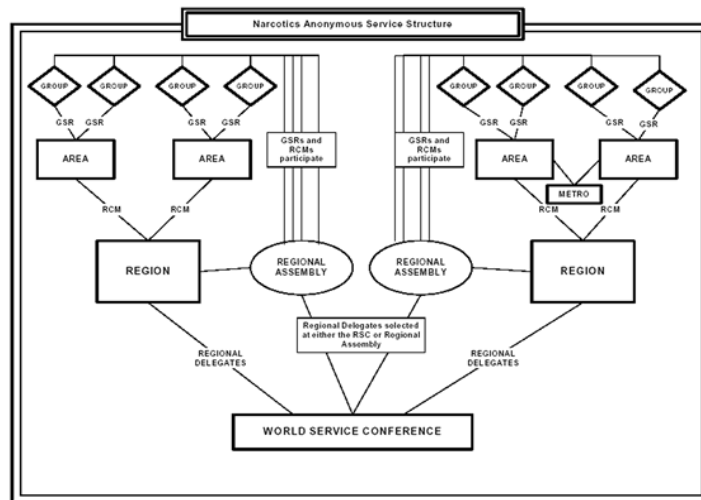 Narcotics Anonymous Service Structure
GROUP GROUP GROUP GROUP GROUP GROUP GROUP GROUP
GSR GSR GSR GSR GSR GSR GSR GSR
GSRs and
RCMs
participate
GSRs and
RCMs
participate
AREA AREA AREA AREA
METRO
RCM RCM RCM RCM
REGION
REGIONAL
ASSEMBLY
REGIONAL
ASSEMBLY
REGION
Regional Delegates selected
at either the RSC or Regional
Assembly
REGIONAL
DELEGATES
REGIONAL
DELEGATES
WORLD SERVICE CONFERENCE